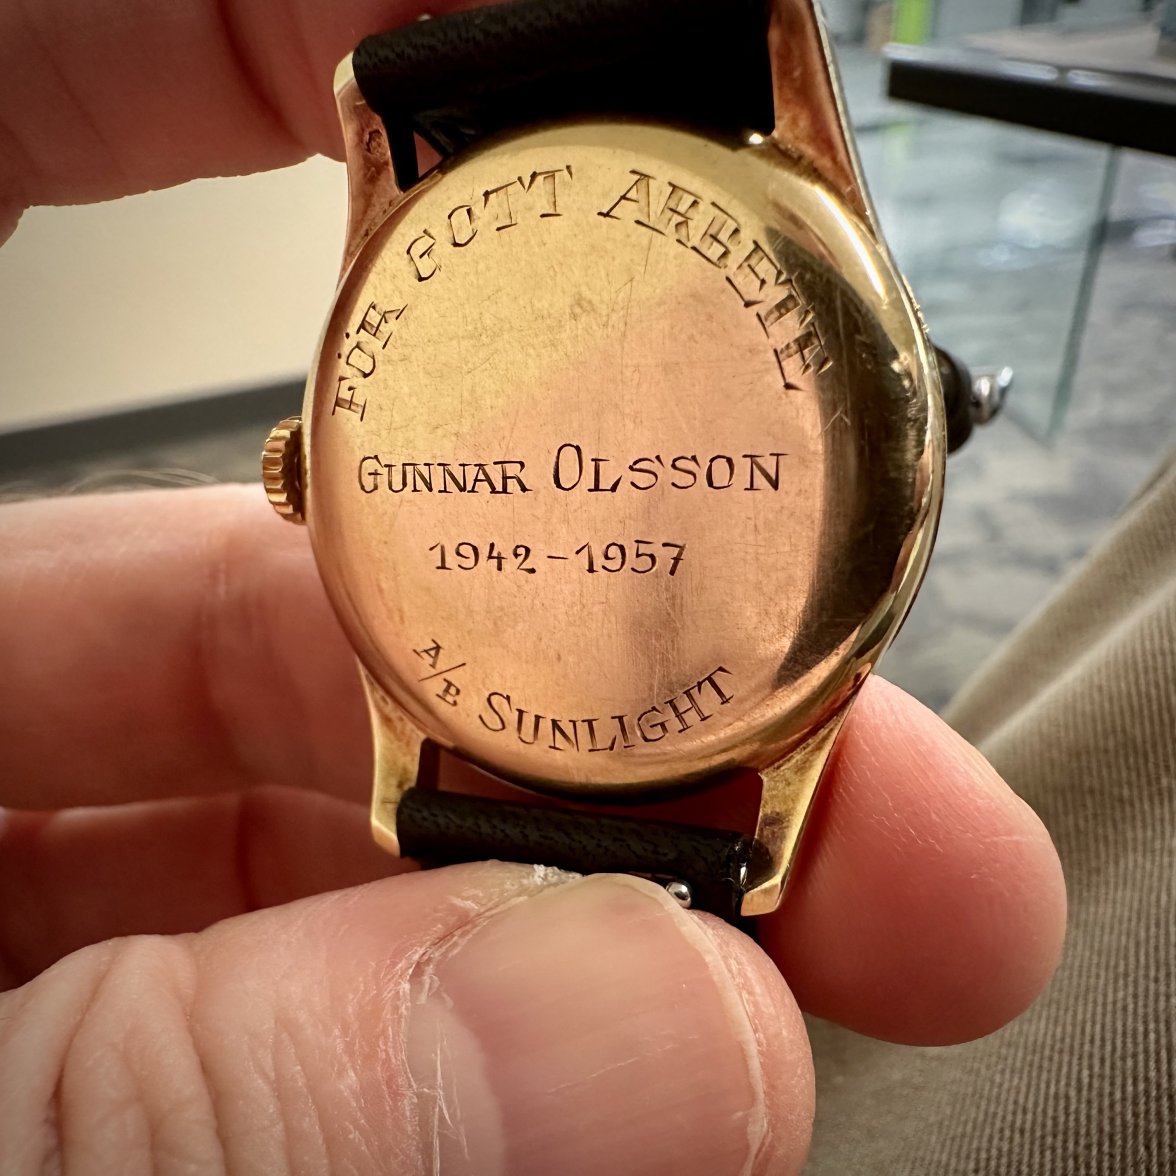 FÖR GOTT ARBETE
GUNNAR OLSSON
1942-1957
A/B SUNLIGHT